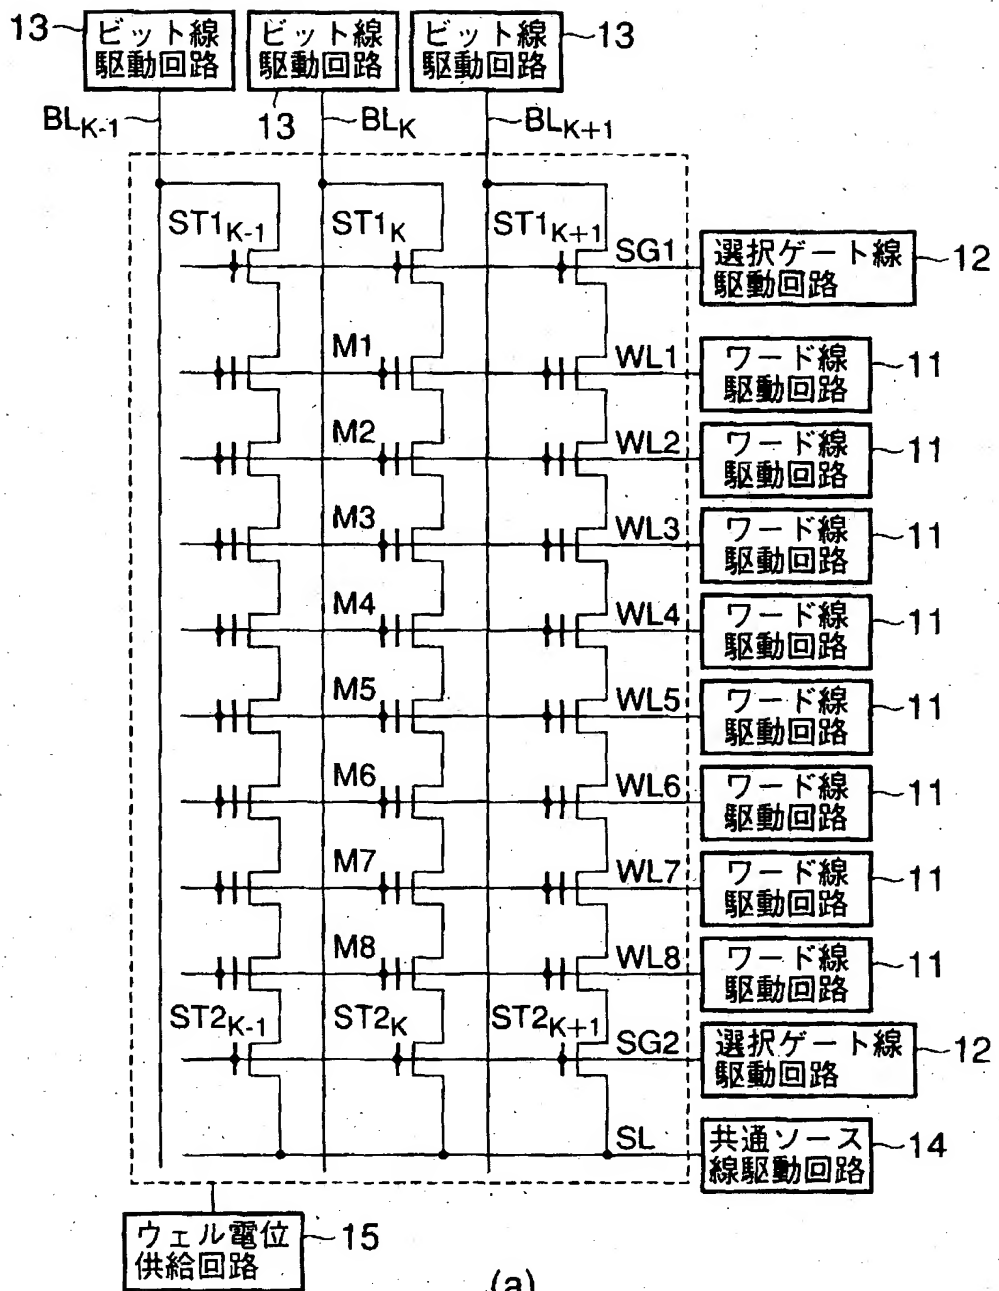 13 ビット線 ビット線 ビット線 13
駆動回路 駆動回路 駆動回路
BLK-1 13 BLK BLK+1
ST1K-1 ST1K ST1K+1 SG1 選択ゲート線 12
駆動回路
M1 WL1 ワード線 11
駆動回路
M2 WL2 ワード線 11
駆動回路
M3 WL3 ワード線 11
駆動回路
M4 WL4 ワード線 11
駆動回路
M5 WL5 ワード線 11
駆動回路
M6 WL6 ワード線 11
駆動回路
M7 WL7 ワード線 11
駆動回路
M8 WL8 ワード線 11
駆動回路
ST2K-1 ST2K ST2K+1 SG2 選択ゲート線 12
駆動回路
SL 共通ソース 14
線駆動回路
ウェル電位 15
供給回路
(a)